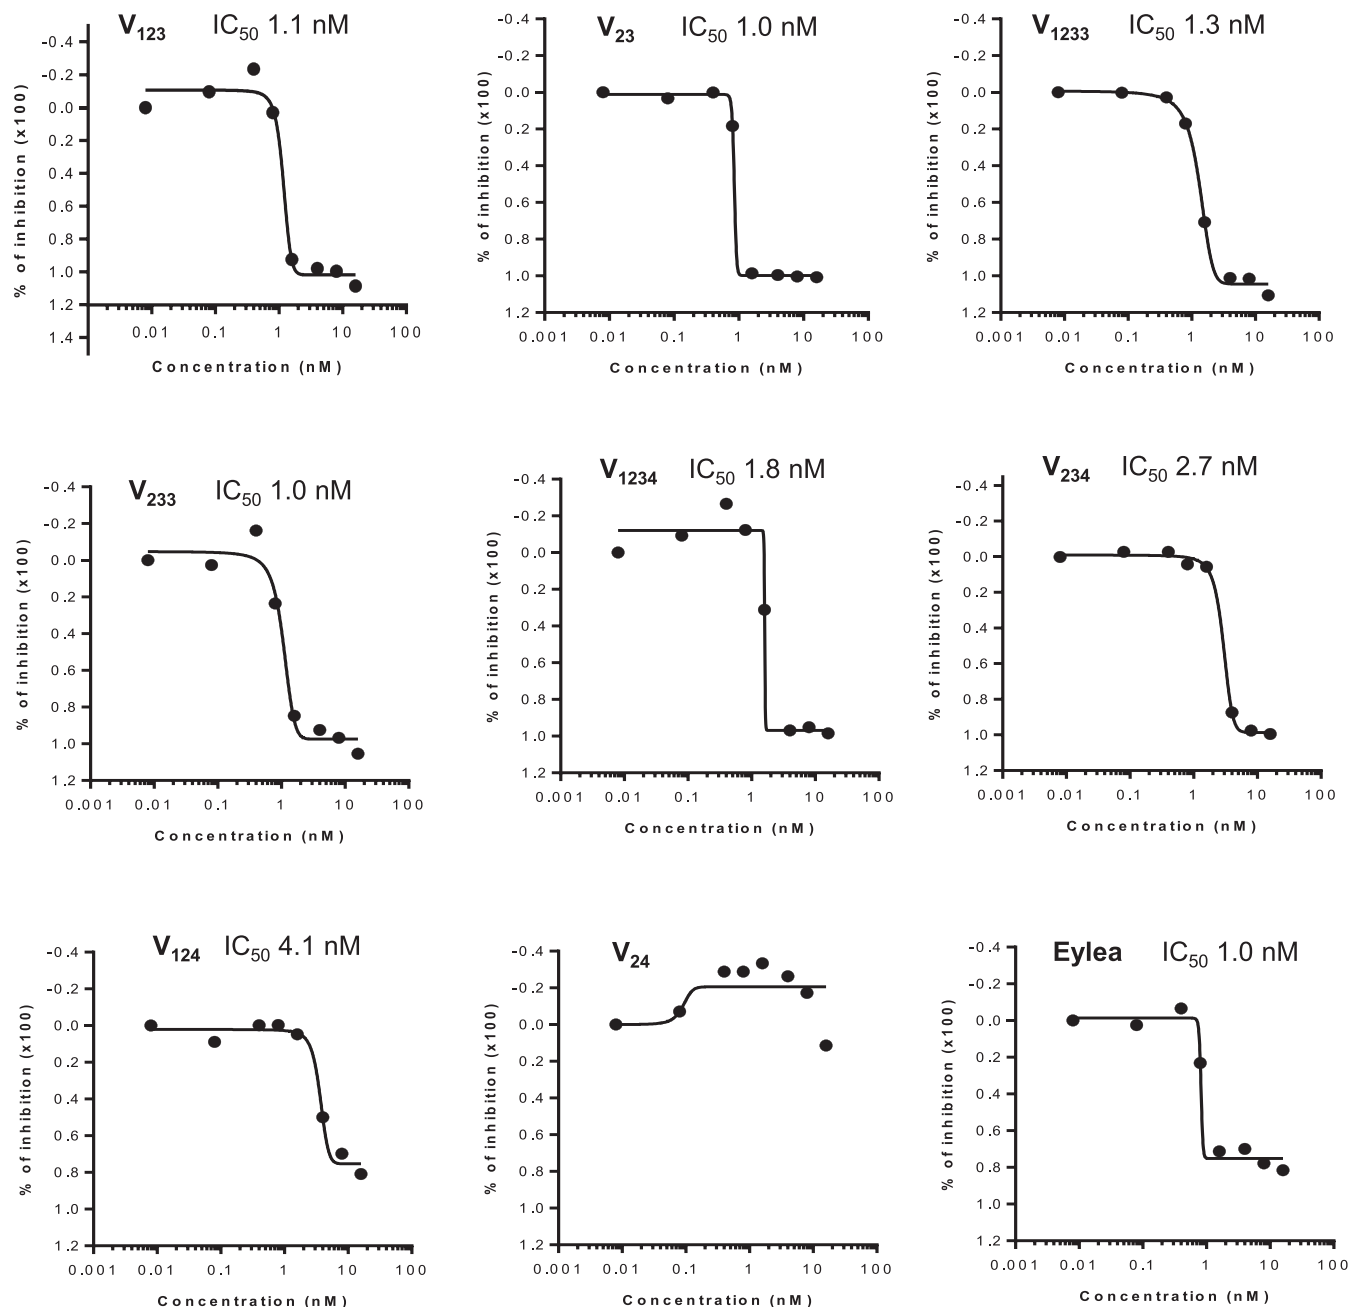 V123 IC50 1.1 nM
% of inhibition (x100)
-0.4
-0.2
0.0
0.2
0.4
0.6
0.8
1.0
1.2
1.4
0.01 0.1 1 10 100
Concentration (nM)
V23 IC50 1.0 nM
% of inhibition (x100)
-0.4
-0.2
0.0
0.2
0.4
0.6
0.8
1.0
1.2
0.001 0.01 0.1 1 10 100
Concentration (nM)
V1233 IC50 1.3 nM
% of inhibition (x100)
-0.4
-0.2
0.0
0.2
0.4
0.6
0.8
1.0
1.2
0.001 0.01 0.1 1 10 100
Concentration (nM)
V233 IC50 1.0 nM
% of inhibition (x100)
-0.4
-0.2
0.0
0.2
0.4
0.6
0.8
1.0
1.2
0.001 0.01 0.1 1 10 100
Concentration (nM)
V1234 IC50 1.8 nM
% of inhibition (x100)
-0.4
-0.2
0.0
0.2
0.4
0.6
0.8
1.0
1.2
0.001 0.01 0.1 1 10 100
Concentration (nM)
V234 IC50 2.7 nM
% of inhibition (x100)
-0.4
-0.2
0.0
0.2
0.4
0.6
0.8
1.0
1.2
0.001 0.01 0.1 1 10 100
Concentration (nM)
V124 IC50 4.1 nM
% of inhibition (x100)
-0.4
-0.2
0.0
0.2
0.4
0.6
0.8
1.0
1.2
0.001 0.01 0.1 1 10 100
Concentration (nM)
V24
% of inhibition (x100)
-0.4
-0.2
0.0
0.2
0.4
0.6
0.8
1.0
1.2
0.001 0.01 0.1 1 10 100
Concentration (nM)
Eylea IC50 1.0 nM
% of inhibition (x100)
-0.4
-0.2
0.0
0.2
0.4
0.6
0.8
1.0
1.2
0.001 0.01 0.1 1 10 100
Concentration (nM)